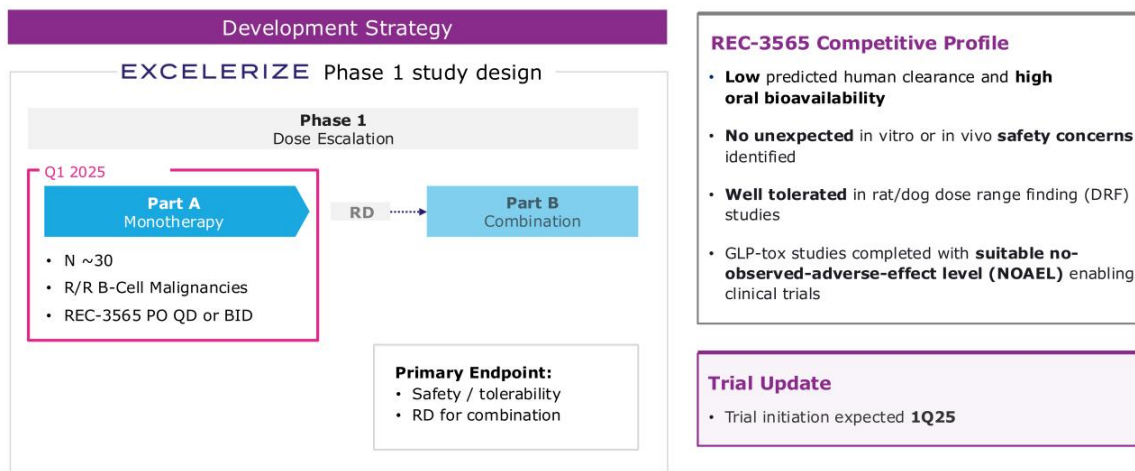 Development Strategy
EXCELERIZE Phase 1 study design
Phase 1
Dose Escalation
Q1 2025
Part A
Monotherapy
RD
Part B
Combination
• N ~30
• R/R B-Cell Malignancies
• REC-3565 PO QD or BID
Primary Endpoint:
• Safety / tolerability
• RD for combination
REC-3565 Competitive Profile
• Low predicted human clearance and high
oral bioavailability
• No unexpected in vitro or in vivo safety concerns
identified
• Well tolerated in rat/dog dose range finding (DRF)
studies
• GLP-tox studies completed with suitable no-
observed-adverse-effect level (NOAEL) enabling
clinical trials
Trial Update
• Trial initiation expected 1Q25